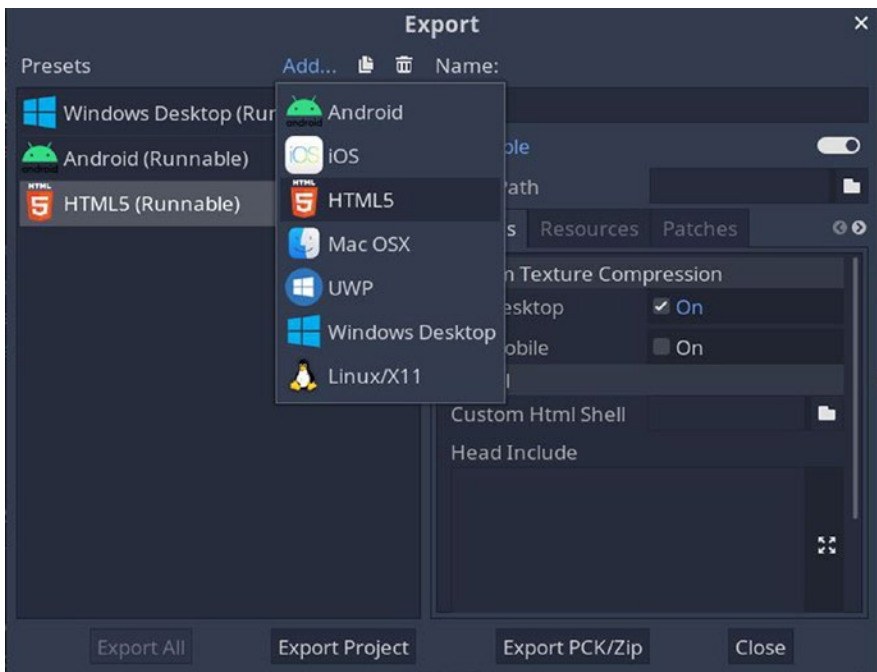 Export
Presets
Add...
Name:
Windows Desktop (Rur
Android (Runnable)
HTML5 (Runnable)
Android
iOS
HTML5
Mac OSX
UWP
Windows Desktop
Linux/X11
ble
ath
s Resources Patches
n Texture Compression
esktop On
obile On
l
Custom Html Shell
Head Include
Export All Export Project Export PCK/Zip Close